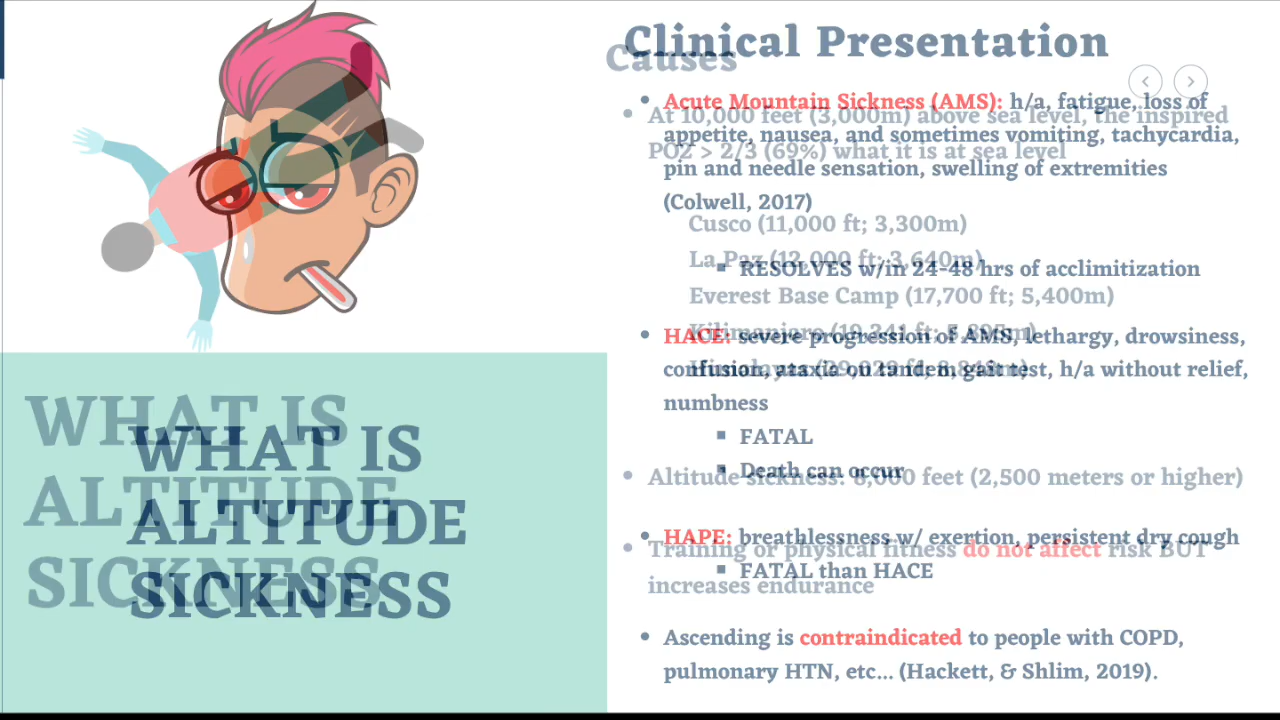 Clinical Presentation
Acute Mountain Sickness (AMS): h/a, fatigue, loss of
appetite, nausea, and sometimes vomiting, tachycardia,
pin and needle sensation, swelling of extremities
(Colwell, 2017)
RESOLVES w/in 24-48 hrs of acclimitization
HACE: severe progression of AMS, lethargy, drowsiness,
confusion, ataxia on tandem gait test, h/a without relief,
numbness
FATAL
Death can occur
HAPE: breathlessness w/ exertion, persistent dry cough
FATAL than HACE
Ascending is contraindicated to people with COPD,
pulmonary HTN, etc... (Hackett, & Shlim, 2019).
Causes
At 10,000 feet (3,000m) above sea level, the inspired
PO2 > 2/3 (69%) what it is at sea level
Cusco (11,000 ft; 3,300m)
La Paz (12,000 ft; 3,640m)
Everest Base Camp (17,700 ft; 5,400m)
Kilimanjaro (19,341 ft; 5,895m)
Altitude sickness: 8,000 feet (2,500 meters or higher)
Training or physical fitness do not affect risk BUT
increases endurance
WHAT IS
ALTITUDE
SICKNESS
WHAT IS
ALTITUDE
SICKNESS